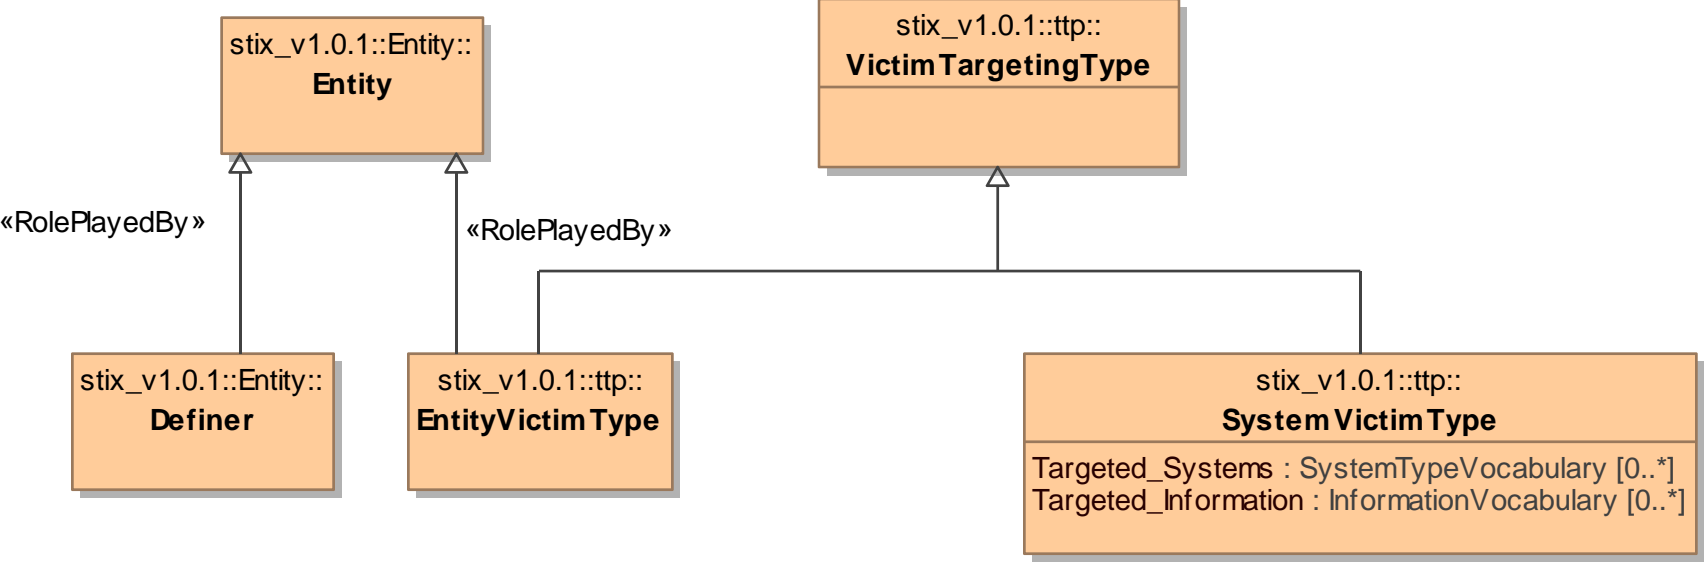 stix_v1.0.1::Entity::
Entity
stix_v1.0.1::ttp::
VictimTargetingType
«RolePlayedBy»
«RolePlayedBy»
stix_v1.0.1::Entity::
Definer
stix_v1.0.1::ttp::
EntityVictimType
stix_v1.0.1::ttp::
SystemVictimType
Targeted_Systems : SystemTypeVocabulary [0..*]
Targeted_Information : InformationVocabulary [0..*]